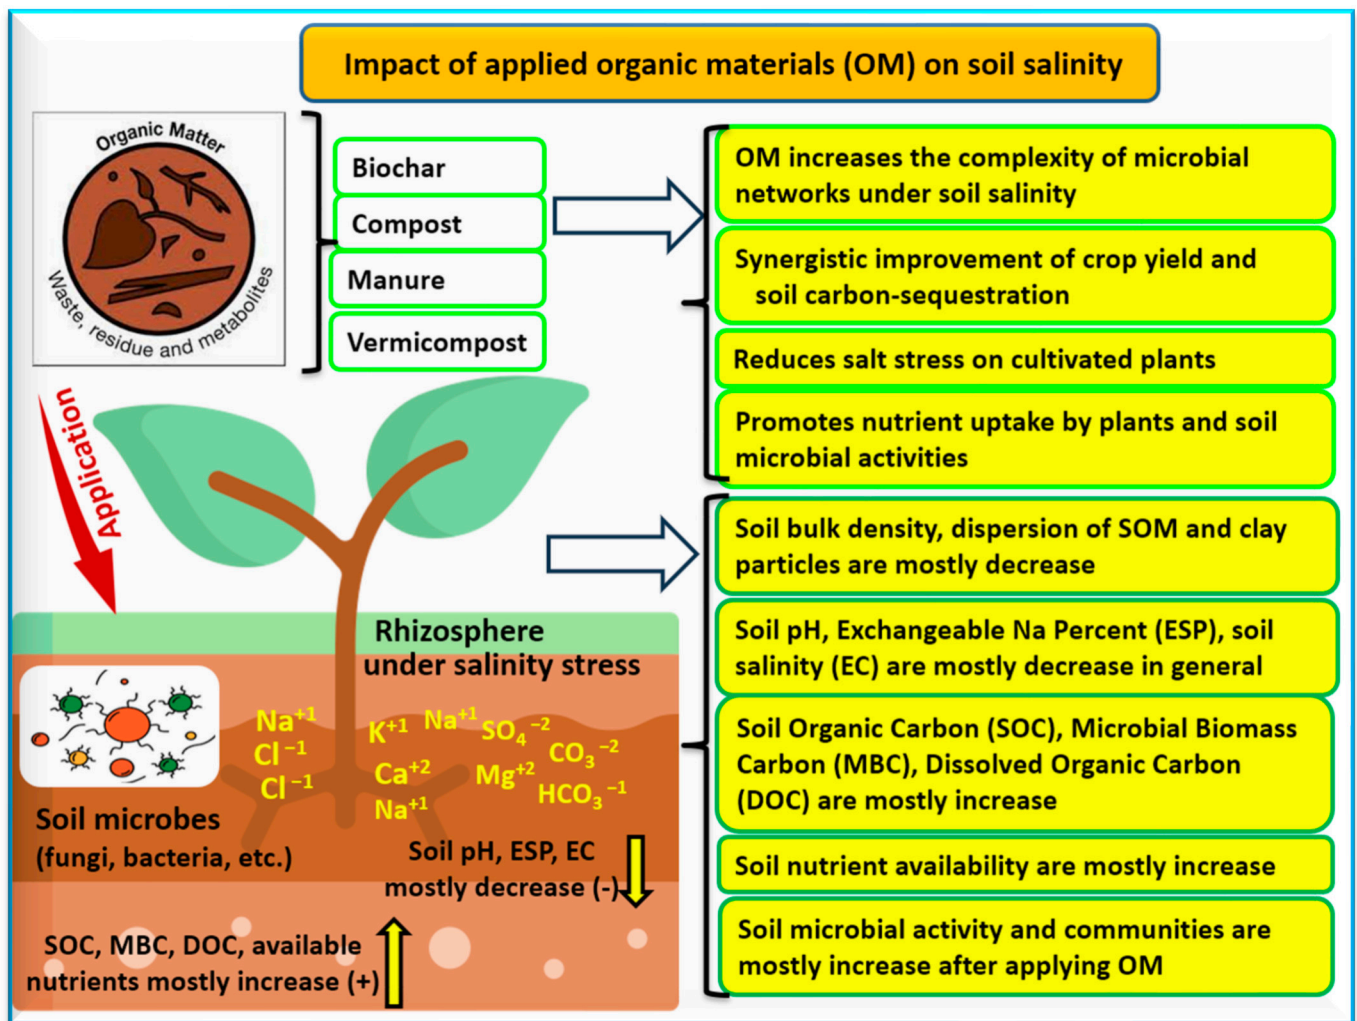 Impact of applied organic materials (OM) on soil salinity
Organic Matter
Waste, residue and metabolites
Biochar
Compost
Manure
Vermicompost
OM increases the complexity of microbial
networks under soil salinity
Synergistic improvement of crop yield and
soil carbon-sequestration
Reduces salt stress on cultivated plants
Promotes nutrient uptake by plants and soil
microbial activities
Application
Soil bulk density, dispersion of SOM and clay
particles are mostly decrease
Soil pH, Exchangeable Na Percent (ESP), soil
salinity (EC) are mostly decrease in general
Soil Organic Carbon (SOC), Microbial Biomass
Carbon (MBC), Dissolved Organic Carbon
(DOC) are mostly increase
Soil nutrient availability are mostly increase
Soil microbial activity and communities are
mostly increase after applying OM
Rhizosphere
under salinity stress
Na⁺¹
Cl⁻¹
Cl⁻¹
K⁺¹
Na⁺¹
SO₄⁻²
CO₃⁻²
Ca⁺²
Mg⁺²
HCO₃⁻¹
Na⁺¹
Soil microbes
(fungi, bacteria, etc.)
Soil pH, ESP, EC
mostly decrease (-)
SOC, MBC, DOC, available
nutrients mostly increase (+)